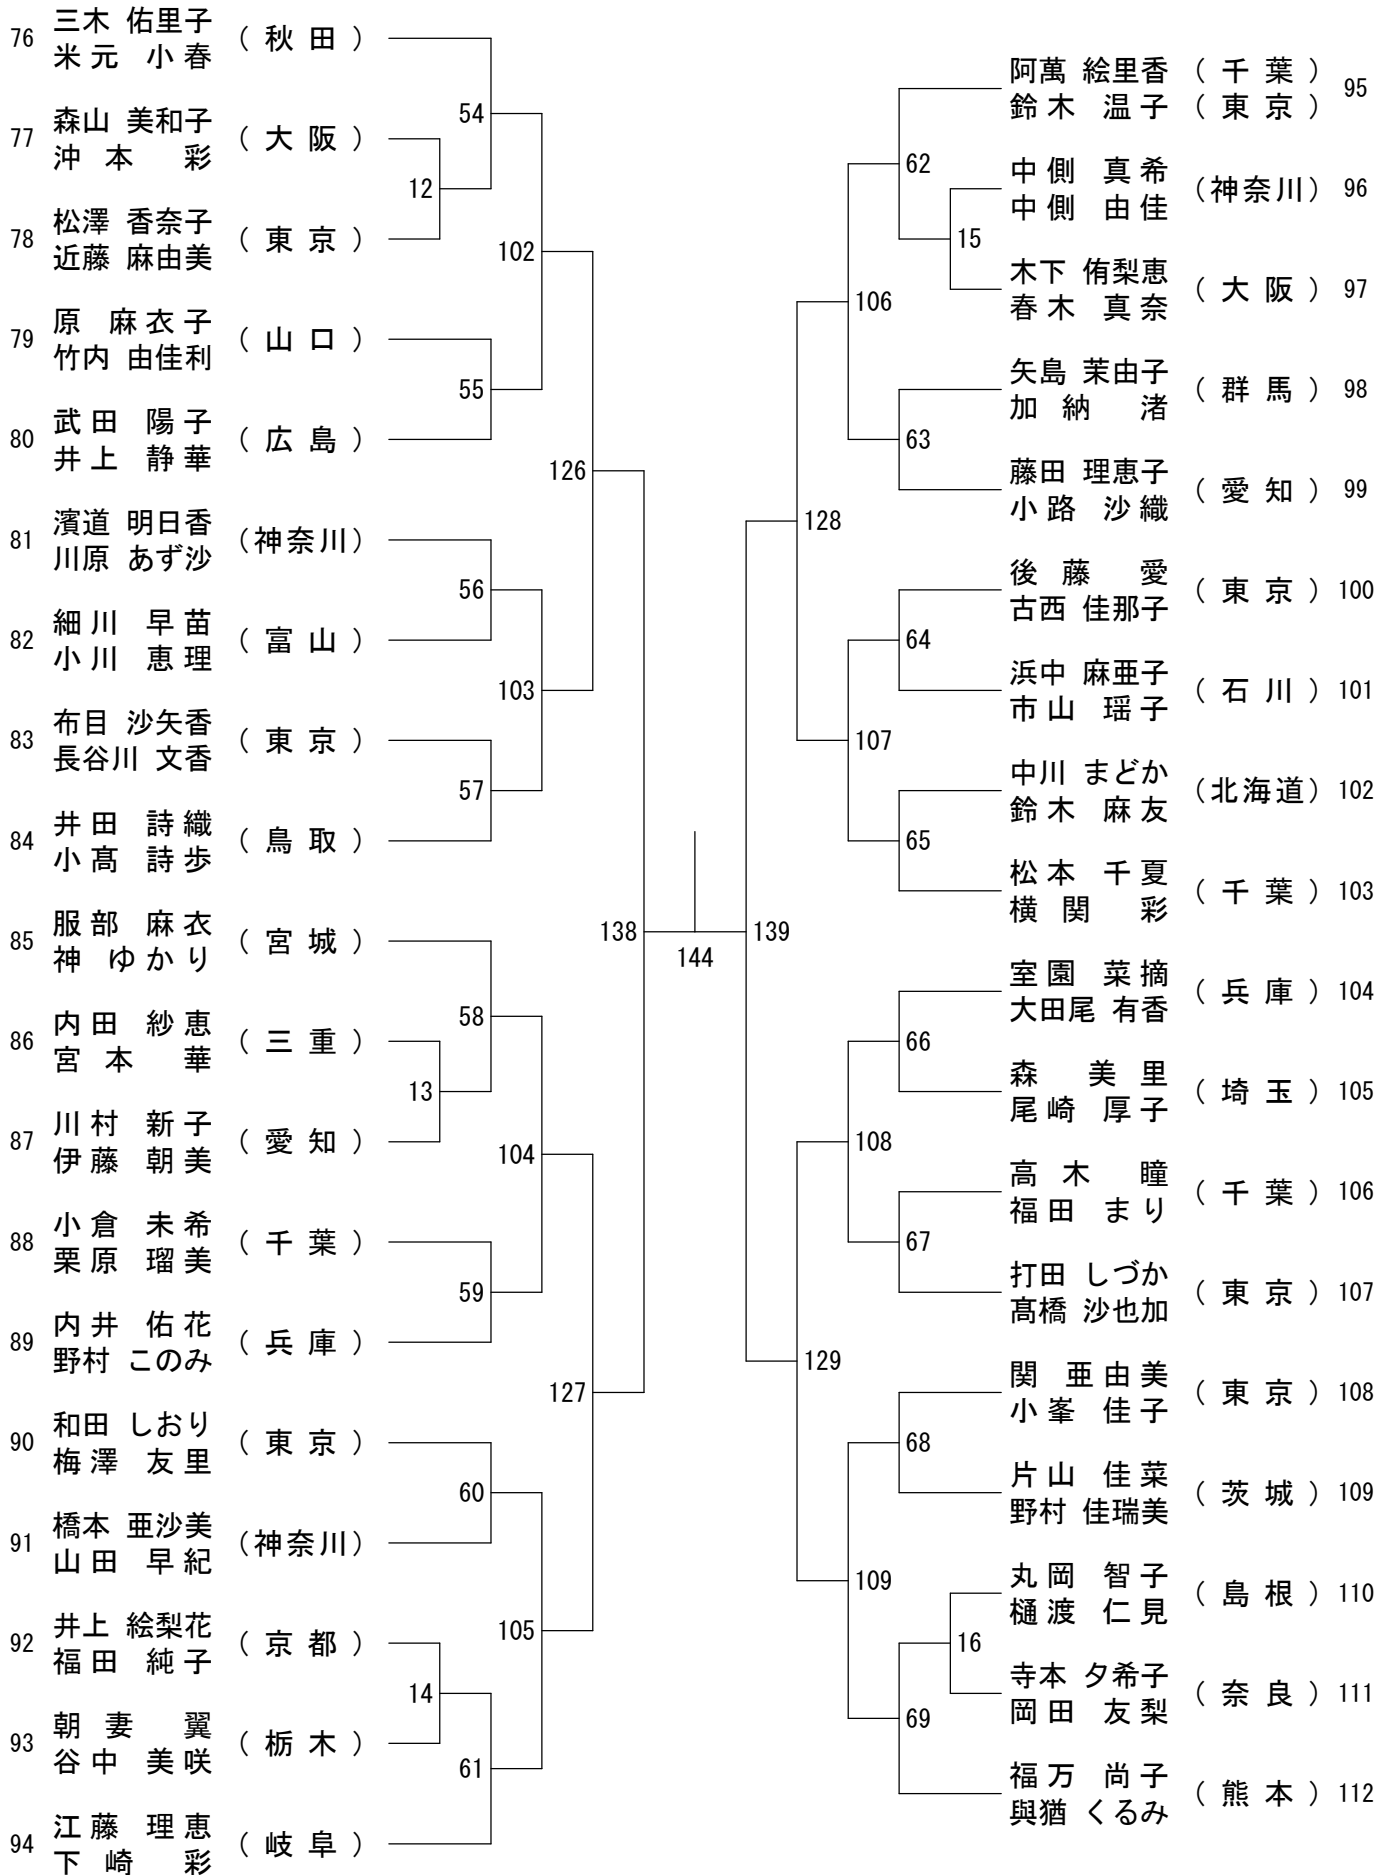 76 三木 佑里子 (秋田)
米元 小春
77 森山 美和子 (大阪)
沖本 彩
78 松澤 香奈子 (東京)
近藤 麻由美
79 原 麻衣子 (山口)
竹内 由佳利
80 武田 陽子 (広島)
井上 静華
81 濱道 明日香 (神奈川)
川原 あず沙
82 細川 早苗 (富山)
小川 恵理
83 布目 沙矢香 (東京)
長谷川 文香
84 井田 詩織 (鳥取)
小髙 詩歩
85 服部 麻衣 (宮城)
神 ゆかり
86 内田 紗恵 (三重)
宮本 華
87 川村 新子 (愛知)
伊藤 朝美
88 小倉 未希 (千葉)
栗原 瑠美
89 内井 佑花 (兵庫)
野村 このみ
90 和田 しおり (東京)
梅澤 友里
91 橋本 亜沙美 (神奈川)
山田 早紀
92 井上 絵梨花 (京都)
福田 純子
93 朝妻 翼 (栃木)
谷中 美咲
94 江藤 理恵 (岐阜)
下崎 彩
54
12
102
55
126
56
103
57
138
58
13
104
59
127
60
105
14
61
144
139
62
15
106
63
128
64
107
65
66
108
67
129
68
109
16
69
阿萬 絵里香 (千葉) 95
鈴木 温子 (東京)
中側 真希 (神奈川) 96
中側 由佳
木下 侑梨恵 (大阪) 97
春木 真奈
矢島 茉由子 (群馬) 98
加納 渚
藤田 理恵子 (愛知) 99
小路 沙織
後藤 愛 (東京) 100
古西 佳那子
浜中 麻亜子 (石川) 101
市山 瑶子
中川 まどか (北海道) 102
鈴木 麻友
松本 千夏 (千葉) 103
横関 彩
室園 菜摘 (兵庫) 104
大田尾 有香
森 美里 (埼玉) 105
尾崎 厚子
高木 瞳 (千葉) 106
福田 まり
打田 しづか (東京) 107
髙橋 沙也加
関 亜由美 (東京) 108
小峯 佳子
片山 佳菜 (茨城) 109
野村 佳瑞美
丸岡 智子 (島根) 110
樋渡 仁見
寺本 夕希子 (奈良) 111
岡田 友梨
福万 尚子 (熊本) 112
與猶 くるみ